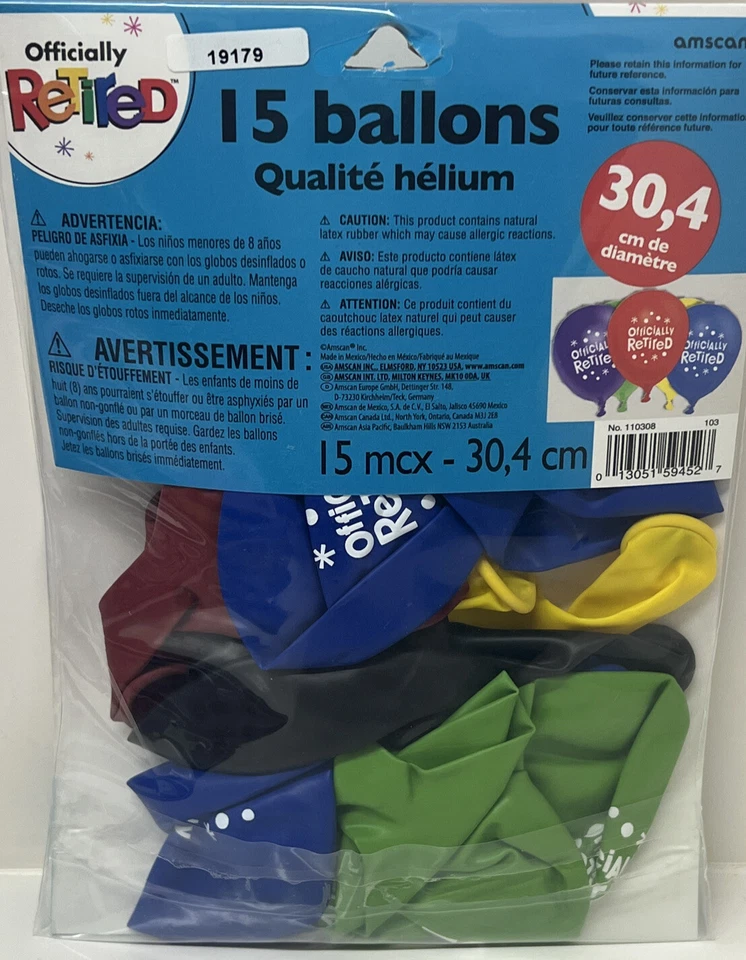 Officially
ReTireD™
19179
amscan
Please retain this information for
future reference.
Conservar esta información para
futuras consultas.
Veuillez conserver cette informatio
pour toute référence future.
15 ballons
Qualité hélium
30,4
cm de
diamètre
⚠ ADVERTENCIA:
PELIGRO DE ASFIXIA - Los niños menores de 8 años
pueden ahogarse o asfixiarse con los globos desinflados o
rotos. Se requiere la supervisión de un adulto. Mantenga
los globos desinflados fuera del alcance de los niños.
Deseche los globos rotos inmediatamente.
⚠ AVERTISSEMENT :
RISQUE D'ÉTOUFFEMENT - Les enfants de moins de
huit (8) ans pourraient s'étouffer ou être asphyxiés par un
ballon non-gonflé ou par un morceau de ballon brisé.
Supervision des adultes requise. Gardez les ballons
non-gonflés hors de la portée des enfants.
Jetez les ballons brisés immédiatement.
⚠ CAUTION: This product contains natural
latex rubber which may cause allergic reactions.
⚠ AVISO: Este producto contiene látex
de caucho natural que podría causar
reacciones alérgicas.
⚠ ATTENTION: Ce produit contient du
caoutchouc latex naturel qui peut causer
des réactions allergiques.
©Amscan® Inc.
Made in Mexico/Hecho en México/Fabriqué au Mexique
AMSCAN INC., ELMSFORD, NY 10523 USA, www.amscan.com
AMSCAN INT. LTD, MILTON KEYNES, MK10 0DA, UK
Amscan Europe GmbH, Dettinger Str. 148,
D-73230 Kirchheim/Teck, Germany
Amscan de Mexico, S.A. de C.V., El Salto, Jalisco 45690 Mexico
Amscan Canada Ltd., North York, Ontario, Canada M3J 2E8
Amscan Asia Pacific, Baulkham Hills NSW 2153 Australia
15 mcx - 30,4 cm
OfficiALLY
ReTiRe
OfficiALLY
ReTiReD
fficiALLY
ReTiReD
No. 110308
103
0 13051 59452 7
Offic
Re